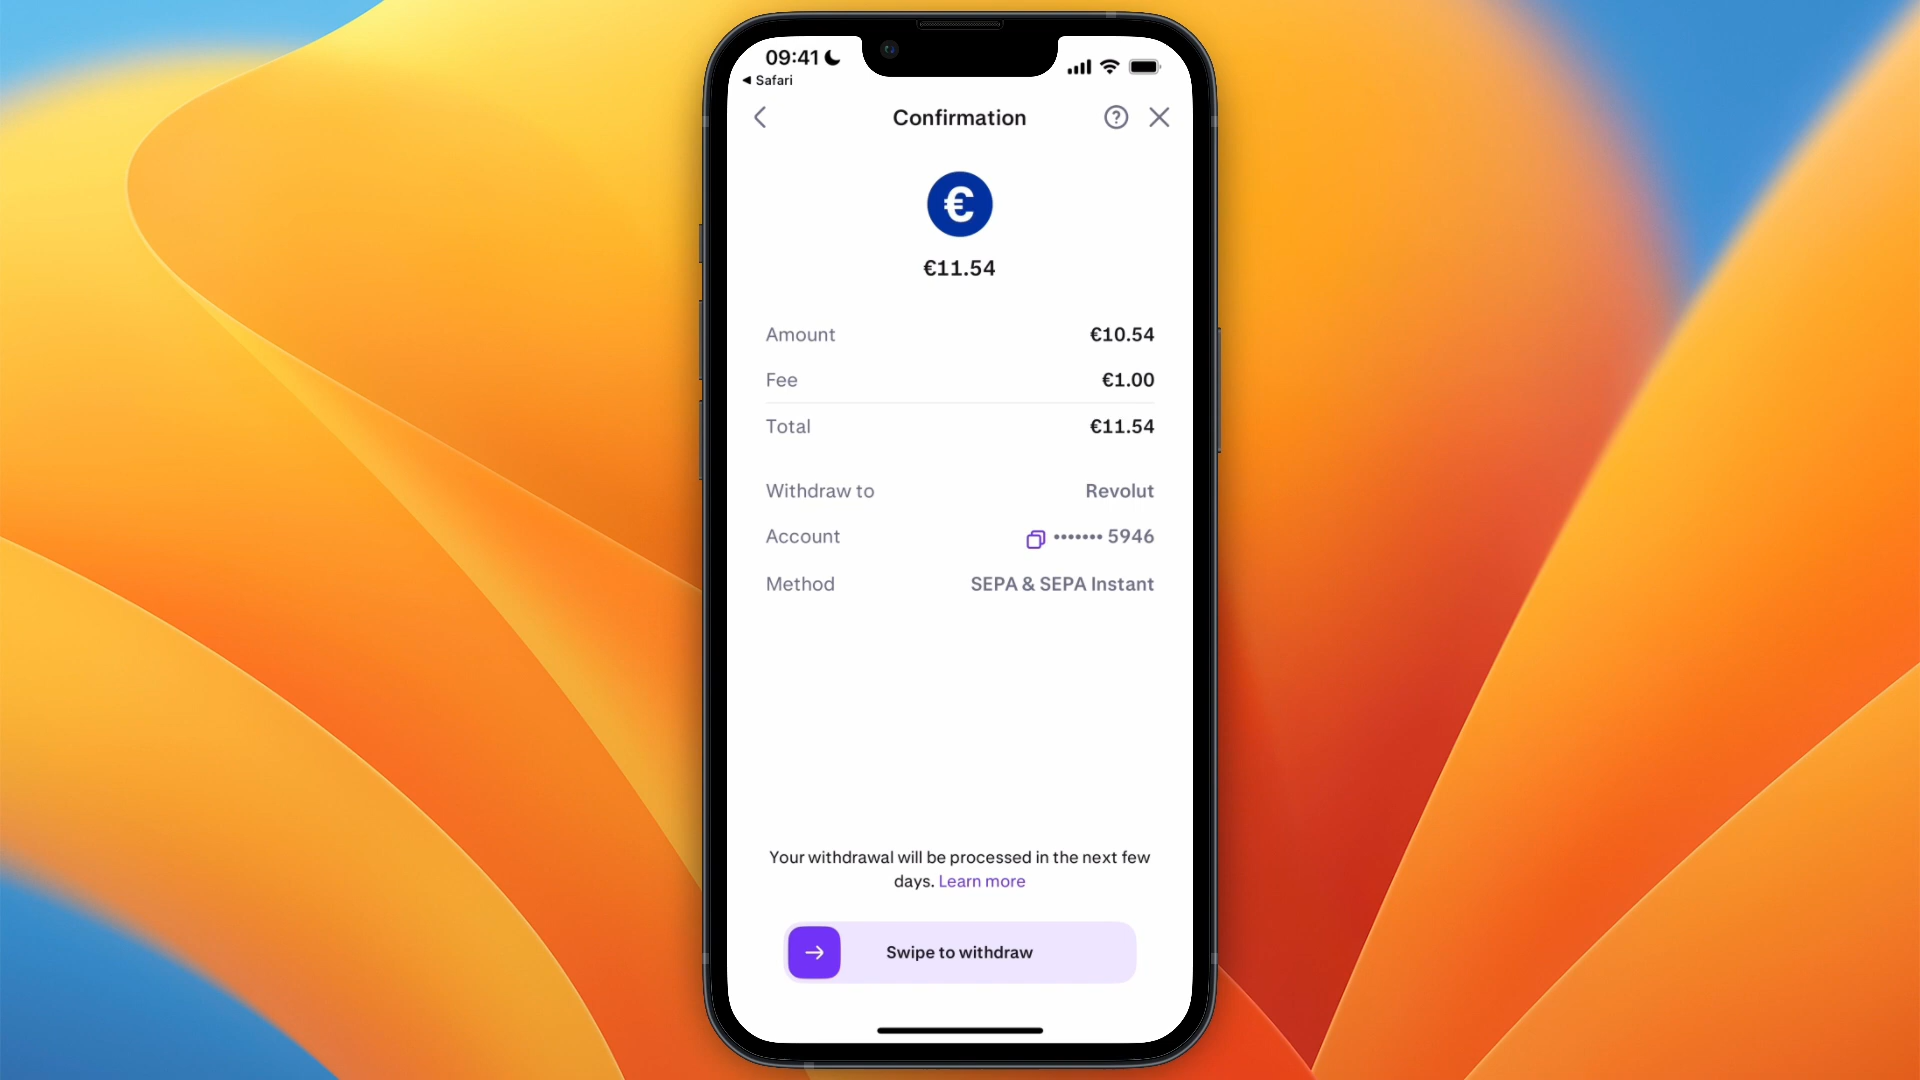 09:41
◀ Safari
Confirmation
?
€
€11.54
Amount €10.54
Fee €1.00
Total €11.54
Withdraw to Revolut
Account ••••••• 5946
Method SEPA & SEPA Instant
Your withdrawal will be processed in the next few
days. Learn more
Swipe to withdraw